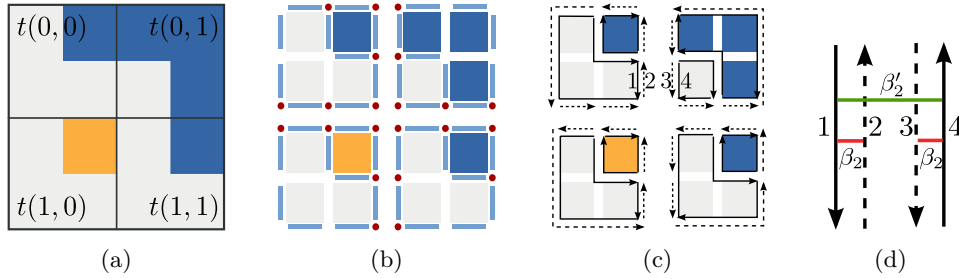 t(0,0) t(0,1)
t(1,0) t(1,1)
1 2 3 4
β′₂
1 2 3 4
β₂ β₂
(a) (b) (c) (d)